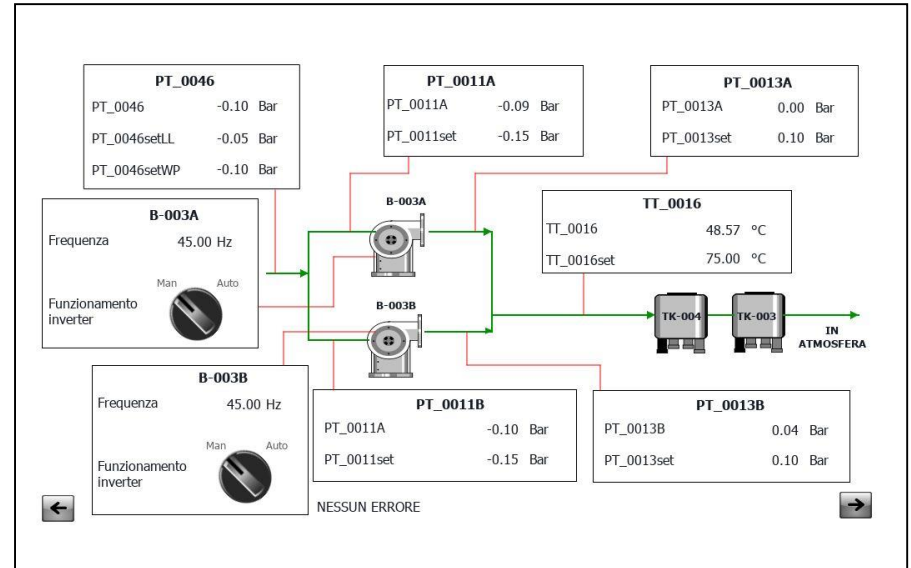 PT_0046
PT_0046 -0.10 Bar
PT_0046setLL -0.05 Bar
PT_0046setWP -0.10 Bar
PT_0011A
PT_0011A -0.09 Bar
PT_0011set -0.15 Bar
PT_0013A
PT_0013A 0.00 Bar
PT_0013set 0.10 Bar
B-003A
Frequenza 45.00 Hz
Man Auto
Funzionamento
inverter
B-003A
TT_0016
TT_0016 48.57 °C
TT_0016set 75.00 °C
B-003B
TK-004
TK-003
IN
ATMOSFERA
B-003B
Frequenza 45.00 Hz
Man Auto
Funzionamento
inverter
PT_0011B
PT_0011A -0.10 Bar
PT_0011set -0.15 Bar
PT_0013B
PT_0013B 0.04 Bar
PT_0013set 0.10 Bar
NESSUN ERRORE